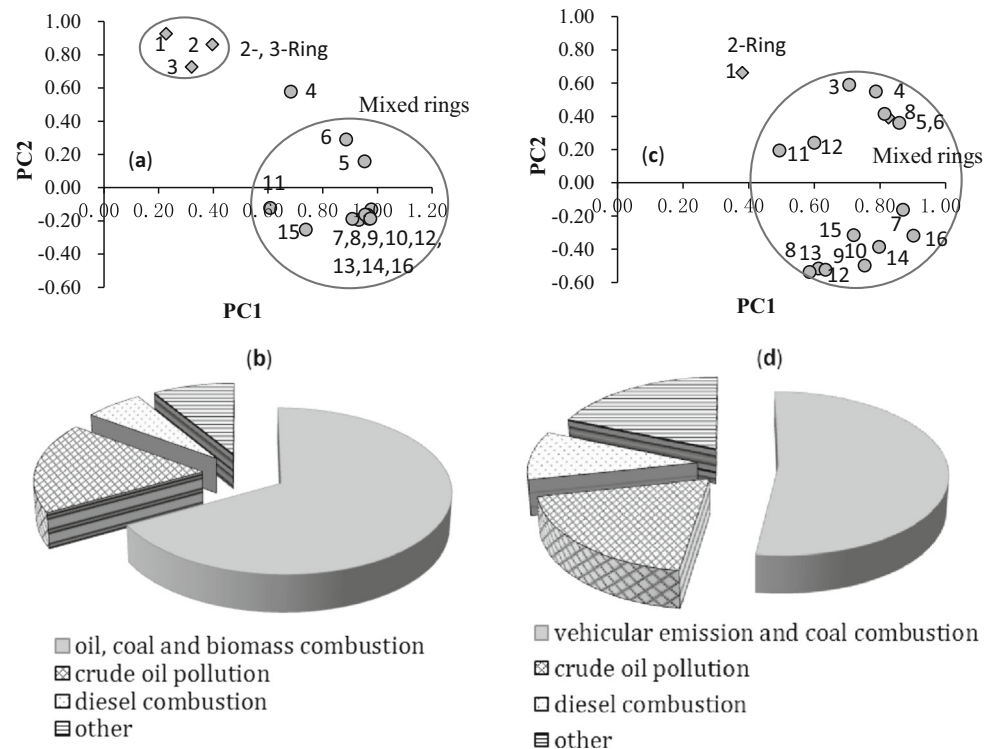 1.00
0.80
0.60
0.40
0.20
0.00
-0.20
-0.40
-0.60
PC2
0.00 0.20 0.40 0.60 0.80 1.00 1.20
PC1
(a)
1
2
3
2-, 3-Ring
4
Mixed rings
6
5
11
15
7,8,9,10,12,
13,14,16
1.00
0.80
0.60
0.40
0.20
0.00
-0.20
-0.40
-0.60
PC2
0.00 0.20 0.40 0.60 0.80 1.00
PC1
(c)
2-Ring
1
3
4
8
5,6
11
12
Mixed rings
7
15
16
8
13
9
10
14
12
(b)
oil, coal and biomass combustion
crude oil pollution
diesel combustion
other
(d)
vehicular emission and coal combustion
crude oil pollution
diesel combustion
other